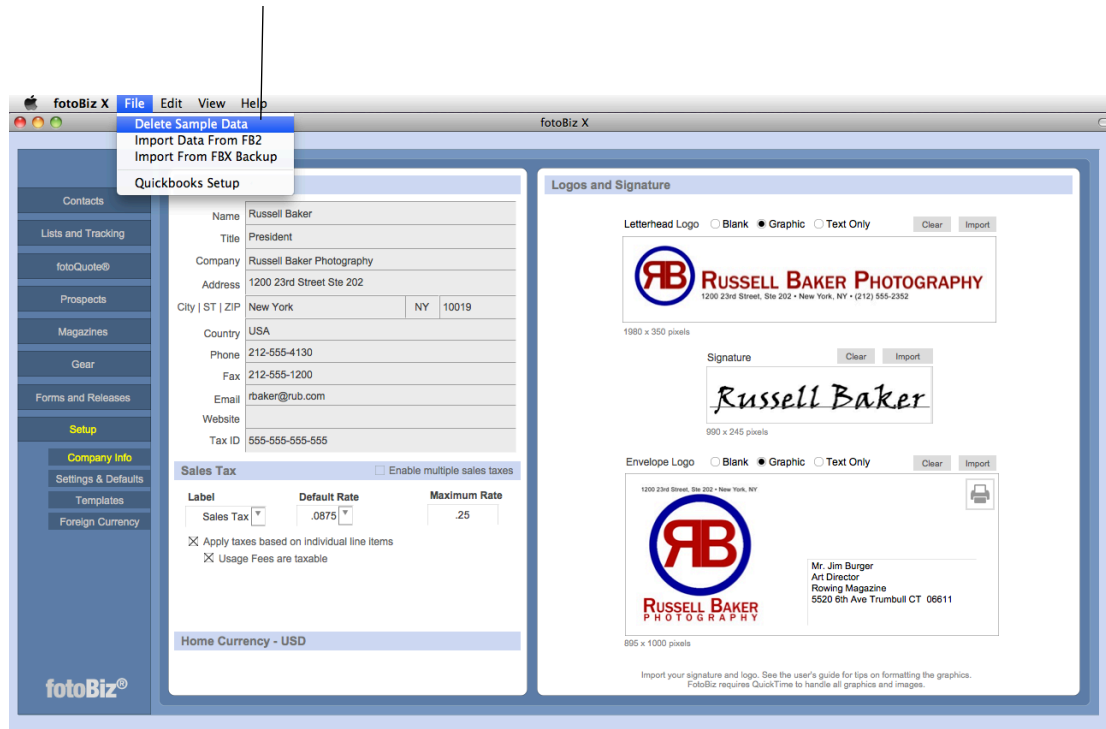 fotoBiz X File Edit View Help
fotoBiz X
Delete Sample Data
Import Data From FB2
Import From FBX Backup
Quickbooks Setup
Contacts
Lists and Tracking
fotoQuote®
Prospects
Magazines
Gear
Forms and Releases
Setup
Company Info
Settings & Defaults
Templates
Foreign Currency
fotoBiz®
Name Russell Baker
Title President
Company Russell Baker Photography
Address 1200 23rd Street Ste 202
City | ST | ZIP New York NY 10019
Country USA
Phone 212-555-4130
Fax 212-555-1200
Email rbaker@rub.com
Website
Tax ID 555-555-555-555
Sales Tax Enable multiple sales taxes
Label Default Rate Maximum Rate
Sales Tax .0875 .25
Apply taxes based on individual line items
Usage Fees are taxable
Home Currency - USD
Logos and Signature
Letterhead Logo Blank Graphic Text Only Clear Import
RB RUSSELL BAKER PHOTOGRAPHY
1200 23rd Street, Ste 202 • New York, NY • (212) 555-2352
1980 x 350 pixels
Signature Clear Import
Russell Baker
990 x 245 pixels
Envelope Logo Blank Graphic Text Only Clear Import
1200 23rd Street, Ste 202 • New York, NY
RB
RUSSELL BAKER
PHOTOGRAPHY
Mr. Jim Burger
Art Director
Rowing Magazine
5520 6th Ave Trumbull CT 06611
895 x 1000 pixels
Import your signature and logo. See the user's guide for tips on formatting the graphics.
FotoBiz requires QuickTime to handle all graphics and images.